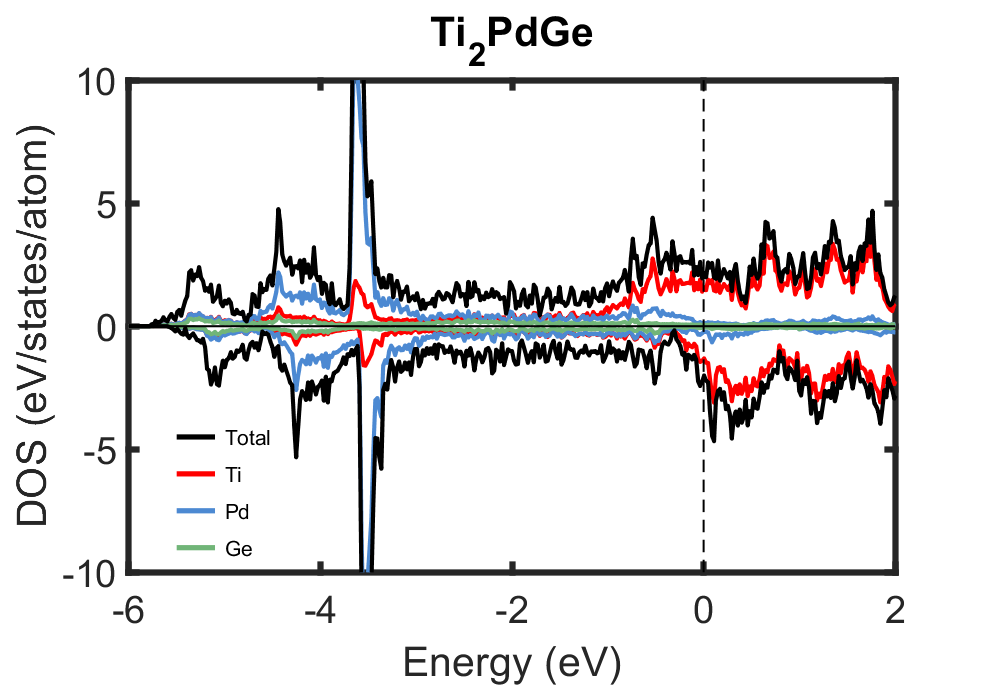 Ti₂PdGe
10
5
0
-5
-10
DOS (eV/states/atom)
Total
Ti
Pd
Ge
-6 -4 -2 0 2
Energy (eV)